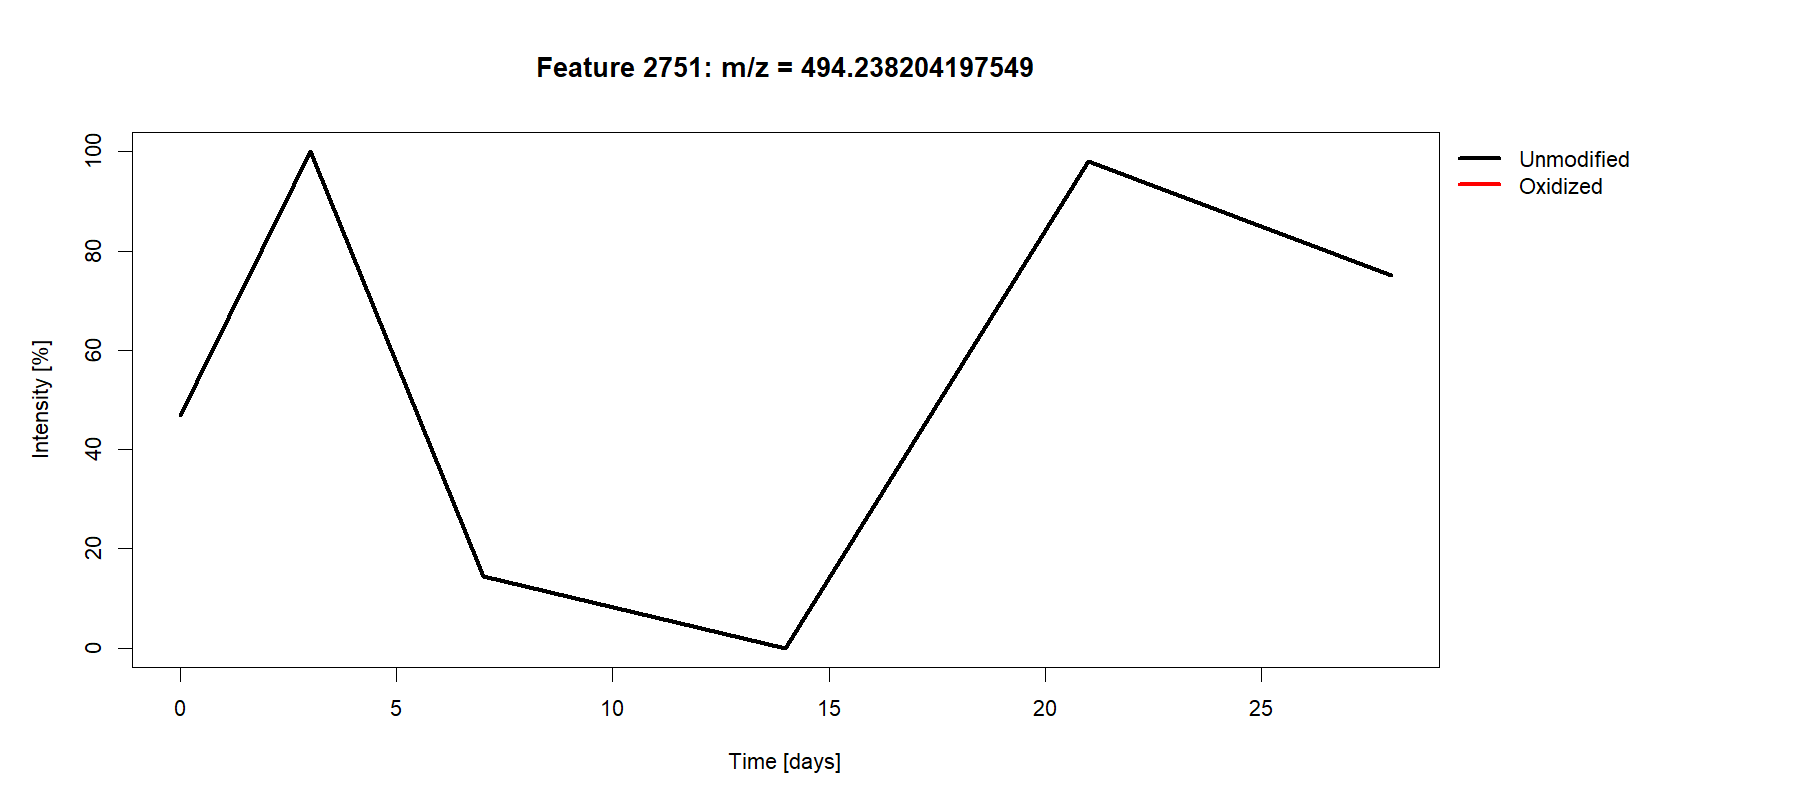 Feature 2751: m/z = 494.238204197549
Unmodified
Oxidized
Intensity [%]
100
80
60
40
20
0
0 5 10 15 20 25
Time [days]